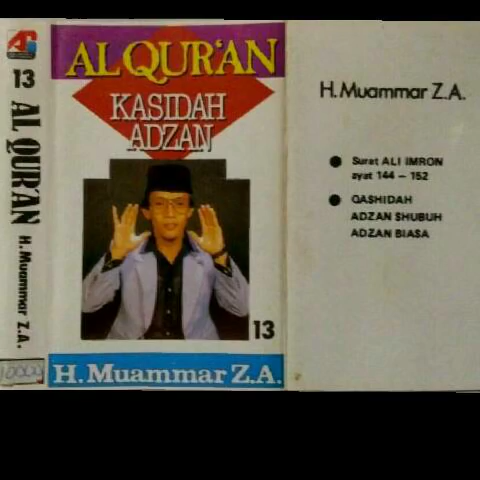 13
AL QUR'AN
H. Muammar Z.A.
10000
AL QUR'AN
KASIDAH
ADZAN
13
H. Muammar Z.A.
H. Muammar Z.A.
Surat ALI IMRON
ayat 144 – 152
QASHIDAH
ADZAN SHUBUH
ADZAN BIASA